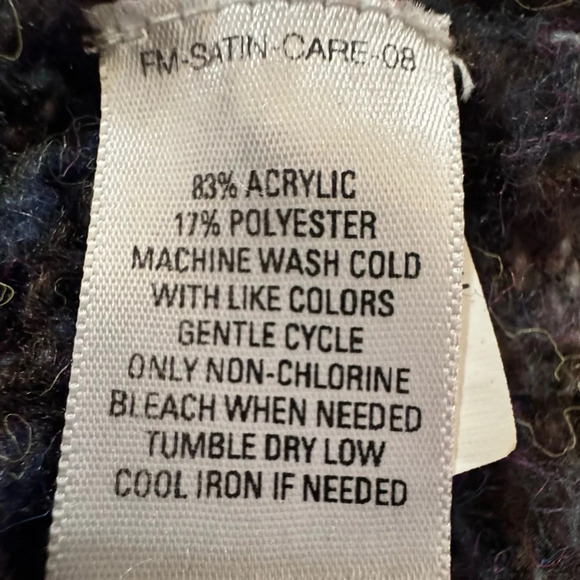 FM-SATIN-CARE-08
83% ACRYLIC
17% POLYESTER
MACHINE WASH COLD
WITH LIKE COLORS
GENTLE CYCLE
ONLY NON-CHLORINE
BLEACH WHEN NEEDED
TUMBLE DRY LOW
COOL IRON IF NEEDED